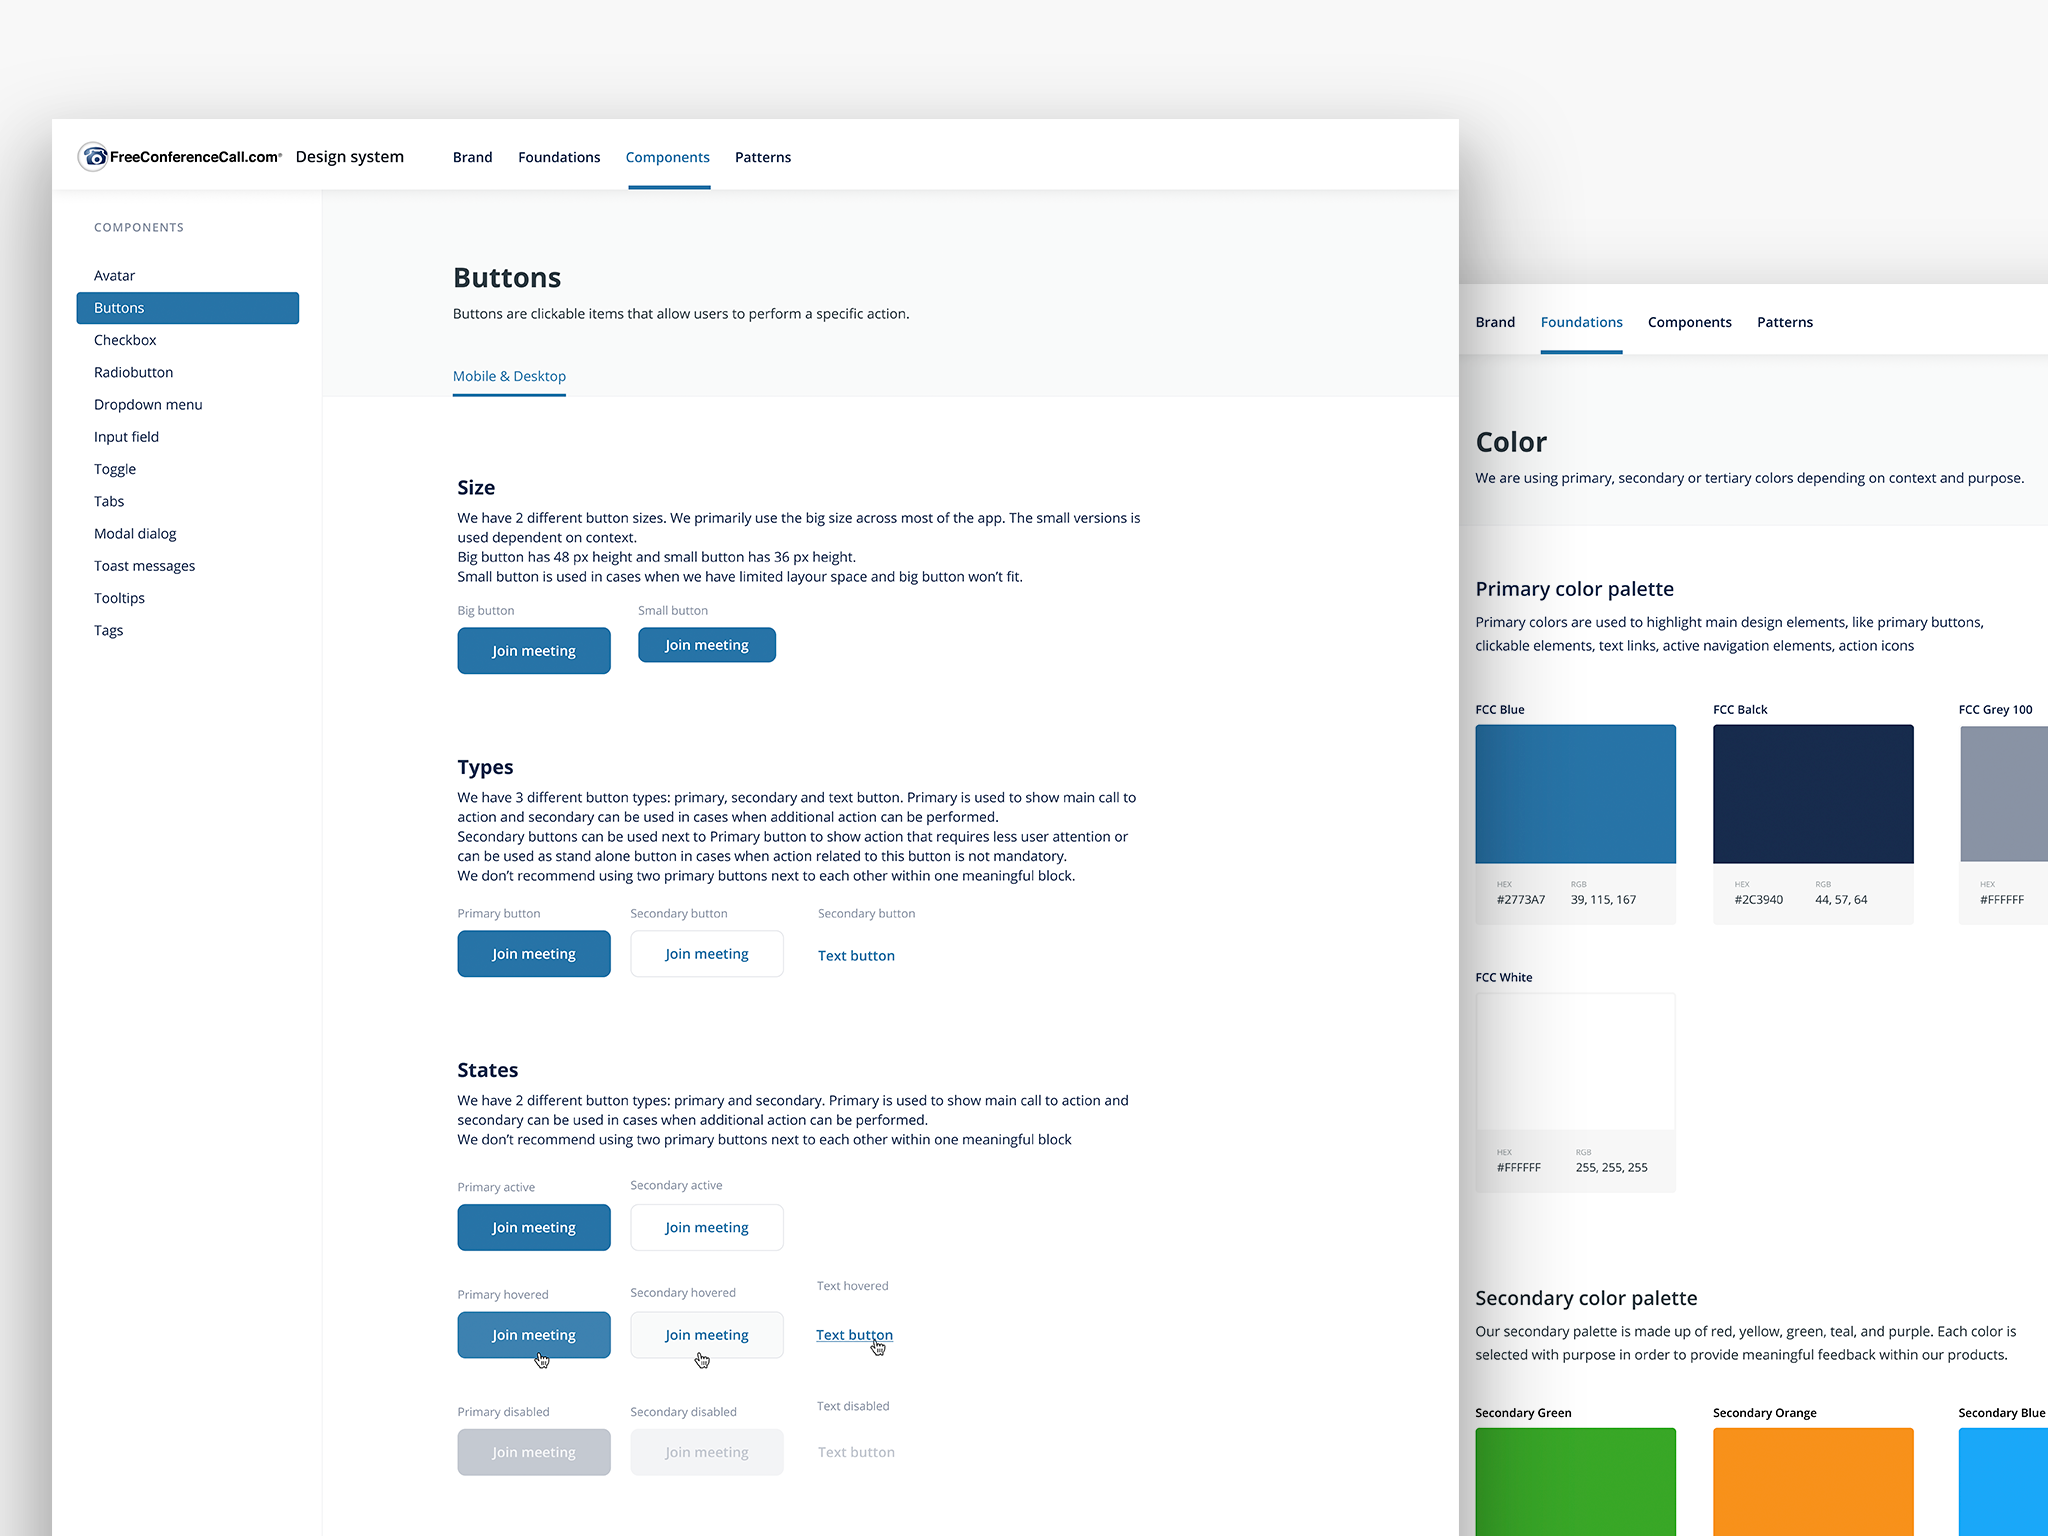 FreeConferenceCall.com® Design system Brand Foundations Components Patterns
COMPONENTS
Avatar
Buttons
Checkbox
Radiobutton
Dropdown menu
Input field
Toggle
Tabs
Modal dialog
Toast messages
Tooltips
Tags
Buttons
Buttons are clickable items that allow users to perform a specific action.
Mobile & Desktop
Size
We have 2 different button sizes. We primarily use the big size across most of the app. The small versions is
used dependent on context.
Big button has 48 px height and small button has 36 px height.
Small button is used in cases when we have limited layour space and big button won’t fit.
Big button Small button
Join meeting Join meeting
Types
We have 3 different button types: primary, secondary and text button. Primary is used to show main call to
action and secondary can be used in cases when additional action can be performed.
Secondary buttons can be used next to Primary button to show action that requires less user attention or
can be used as stand alone button in cases when action related to this button is not mandatory.
We don’t recommend using two primary buttons next to each other within one meaningful block.
Primary button Secondary button Secondary button
Join meeting Join meeting Text button
States
We have 2 different button types: primary and secondary. Primary is used to show main call to action and
secondary can be used in cases when additional action can be performed.
We don’t recommend using two primary buttons next to each other within one meaningful block
Primary active Secondary active
Join meeting Join meeting
Primary hovered Secondary hovered Text hovered
Join meeting Join meeting Text button
Primary disabled Secondary disabled Text disabled
Join meeting Join meeting Text button
Brand Foundations Components Patterns
Color
We are using primary, secondary or tertiary colors depending on context and purpose.
Primary color palette
Primary colors are used to highlight main design elements, like primary buttons,
clickable elements, text links, active navigation elements, action icons
FCC Blue FCC Balck FCC Grey 100
HEX RGB HEX RGB HEX
#2773A7 39, 115, 167 #2C3940 44, 57, 64 #FFFFFF
FCC White
HEX RGB
#FFFFFF 255, 255, 255
Secondary color palette
Our secondary palette is made up of red, yellow, green, teal, and purple. Each color is
selected with purpose in order to provide meaningful feedback within our products.
Secondary Green Secondary Orange Secondary Blue